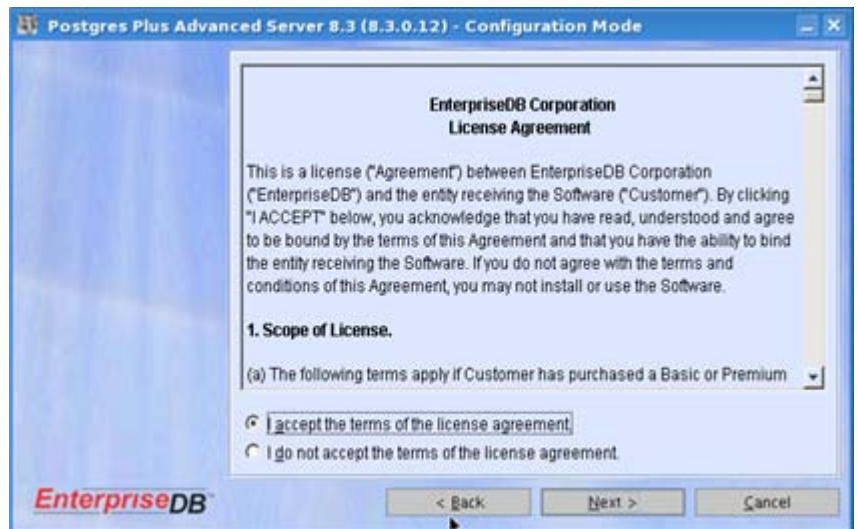 Postgres Plus Advanced Server 8.3 (8.3.0.12) - Configuration Mode
EnterpriseDB Corporation
License Agreement
This is a license ("Agreement") between EnterpriseDB Corporation
("EnterpriseDB") and the entity receiving the Software ("Customer"). By clicking
"I ACCEPT" below, you acknowledge that you have read, understood and agree
to be bound by the terms of this Agreement and that you have the ability to bind
the entity receiving the Software. If you do not agree with the terms and
conditions of this Agreement, you may not install or use the Software.
1. Scope of License.
(a) The following terms apply if Customer has purchased a Basic or Premium
I accept the terms of the license agreement.
I do not accept the terms of the license agreement.
EnterpriseDB
< Back
Next >
Cancel